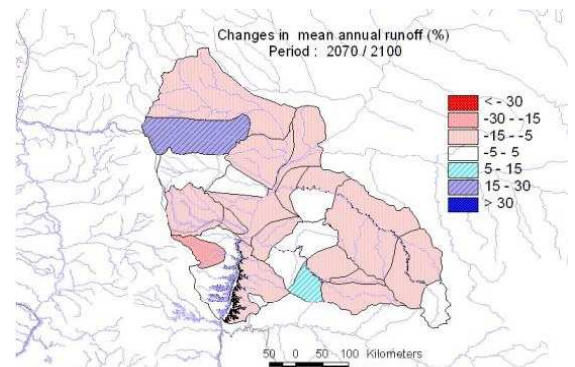 Changes in mean annual runoff (%)
Period : 2070 / 2100
< - 30
-30 - -15
-15 - -5
-5 - 5
5 - 15
15 - 30
> 30
50 0 50 100 Kilometers